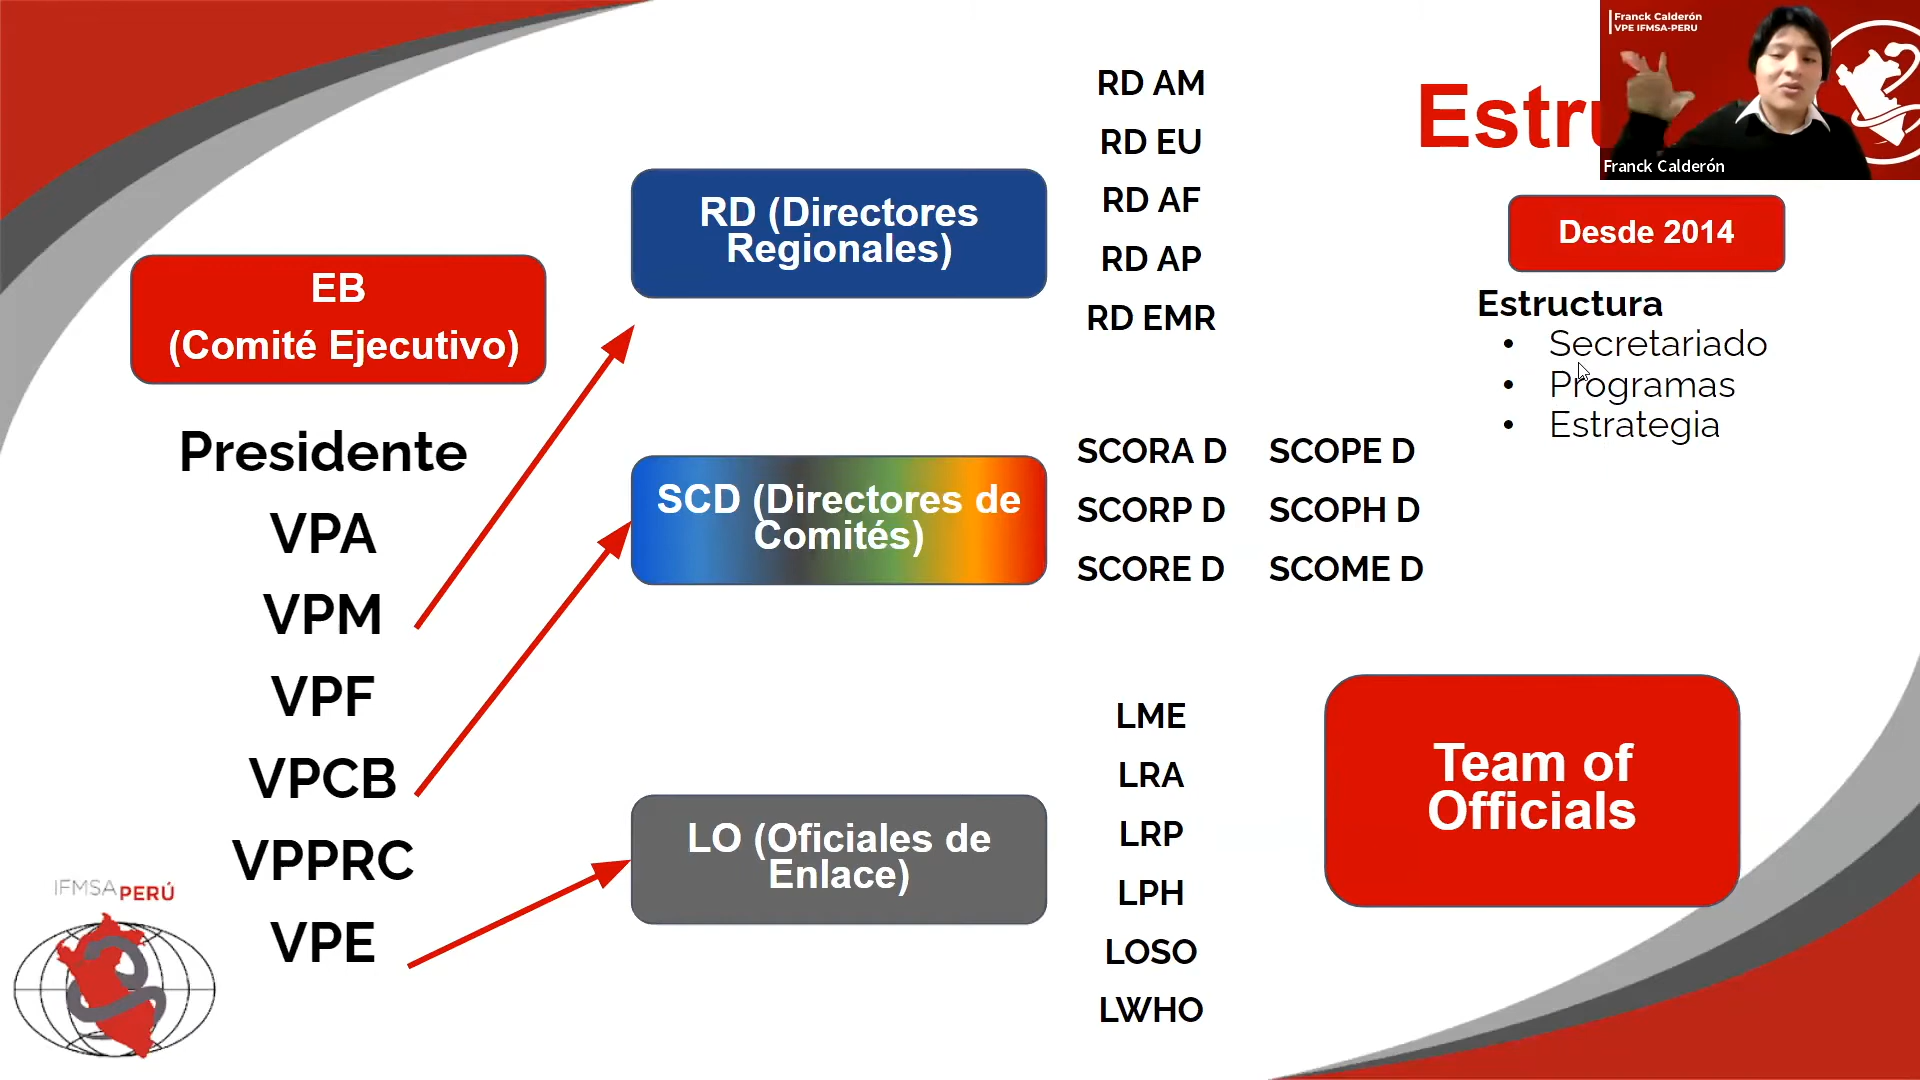 Franck Calderón
VPE IFMSA-PERU
Franck Calderón
EB
(Comité Ejecutivo)
Presidente
VPA
VPM
VPF
VPCB
VPPRC
VPE
IFMSA PERÚ
RD (Directores
Regionales)
RD AM
RD EU
RD AF
RD AP
RD EMR
SCD (Directores de
Comités)
SCORA D SCOPE D
SCORP D SCOPH D
SCORE D SCOME D
LO (Oficiales de
Enlace)
LME
LRA
LRP
LPH
LOSO
LWHO
Desde 2014
Estructura
• Secretariado
• Programas
• Estrategia
Team of
Officials